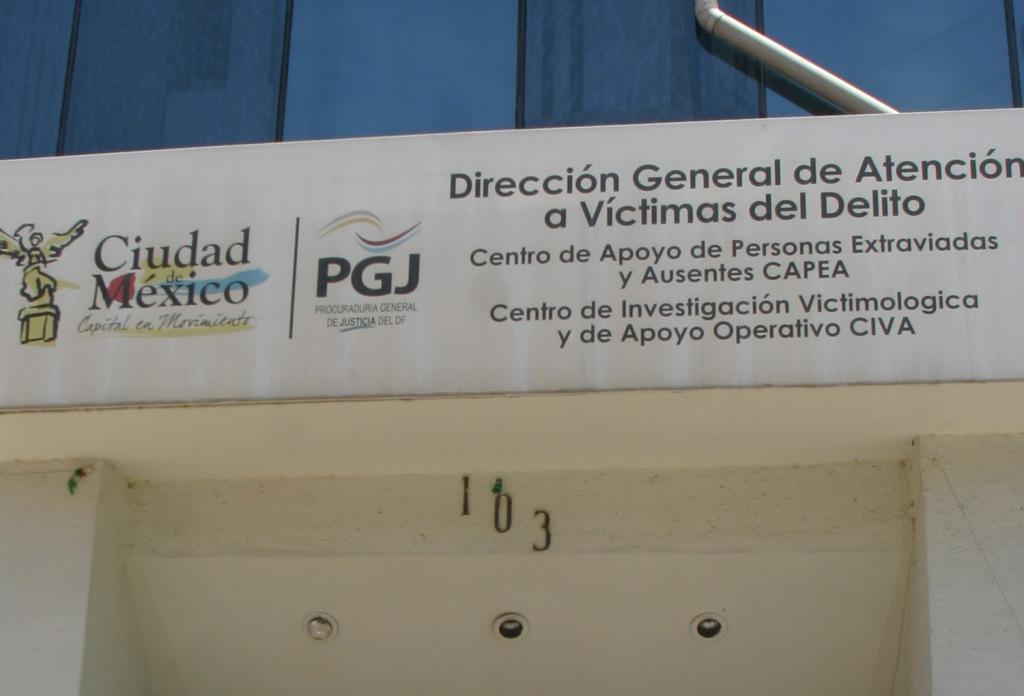 Ciudad
de
México
Capital en Movimiento
PGJ
PROCURADURIA GENERAL
DE JUSTICIA DEL DF
Dirección General de Atención
a Víctimas del Delito
Centro de Apoyo de Personas Extraviadas
y Ausentes CAPEA
Centro de Investigación Victimologica
y de Apoyo Operativo CIVA
103